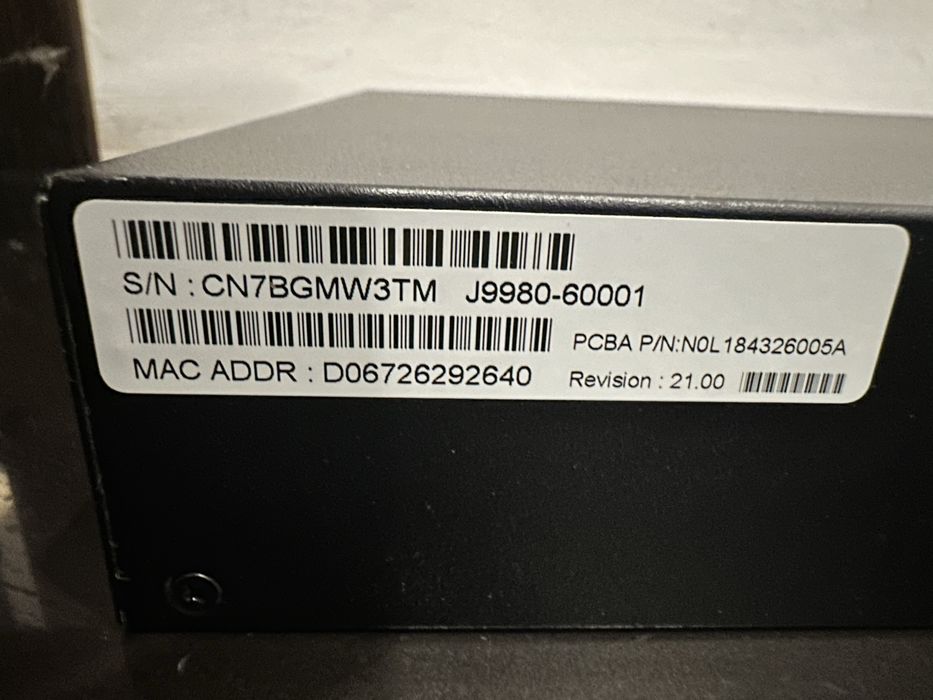 S/N : CN7BGMW3TM J9980-60001
PCBA P/N:N0L184326005A
MAC ADDR : D06726292640 Revision : 21.00